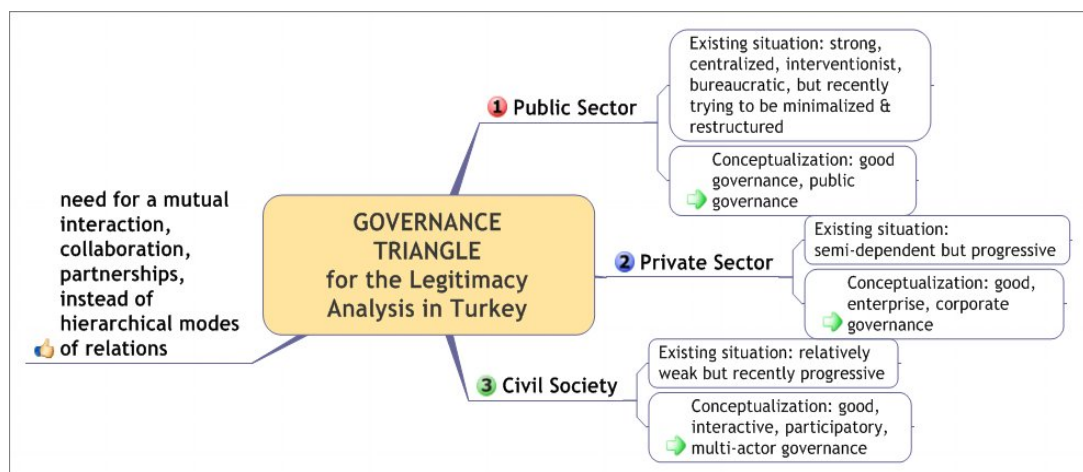 need for a mutual
interaction,
collaboration,
partnerships,
instead of
hierarchical modes
of relations
GOVERNANCE
TRIANGLE
for the Legitimacy
Analysis in Turkey
1 Public Sector
Existing situation: strong,
centralized, interventionist,
bureaucratic, but recently
trying to be minimalized &
restructured
Conceptualization: good
governance, public
governance
2 Private Sector
Existing situation:
semi-dependent but progressive
Conceptualization: good,
enterprise, corporate
governance
3 Civil Society
Existing situation: relatively
weak but recently progressive
Conceptualization: good,
interactive, participatory,
multi-actor governance